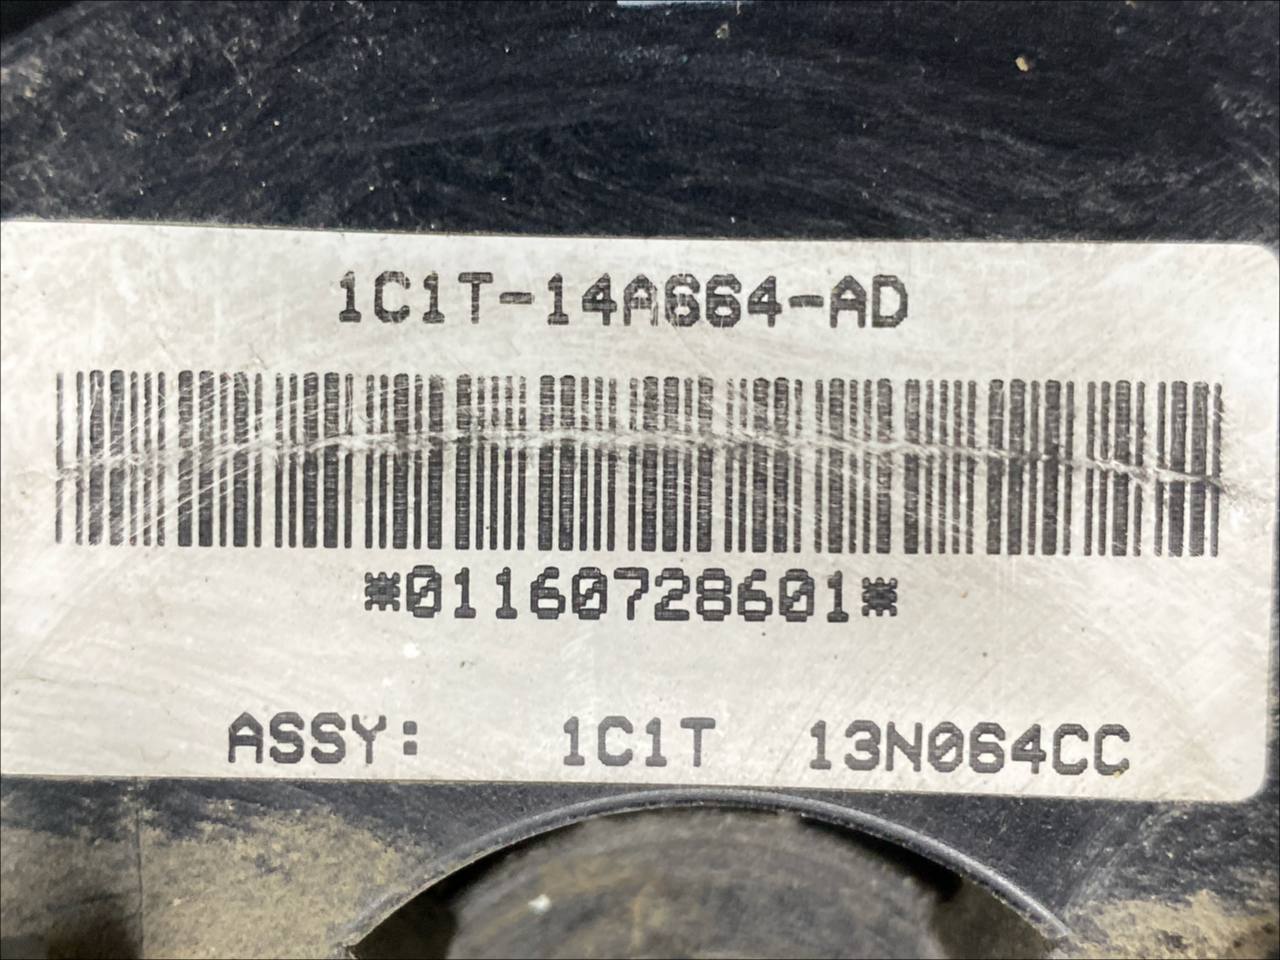 1C1T-14A664-AD
*01160728601*
ASSY: 1C1T 13N064CC